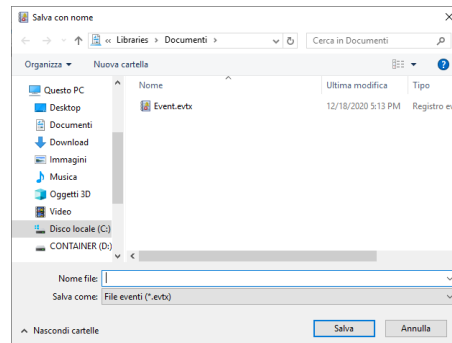 Salva con nome
« Libraries > Documenti >
Cerca in Documenti
Organizza
Nuova cartella
Questo PC
Desktop
Documenti
Download
Immagini
Musica
Oggetti 3D
Video
Disco locale (C:)
CONTAINER (D:)
Nome Ultima modifica Tipo
Event.evtx 12/18/2020 5:13 PM Registro ev
Nome file:
Salva come: File eventi (*.evtx)
Nascondi cartelle
Salva Annulla